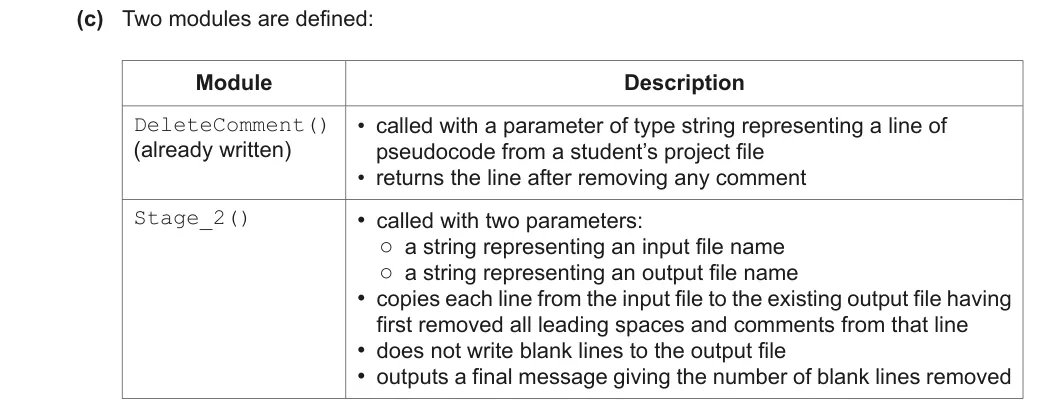 (c) Two modules are defined:
Module Description
DeleteComment()
(already written)
• called with a parameter of type string representing a line of
pseudocode from a student’s project file
• returns the line after removing any comment
Stage_2()
• called with two parameters:
○ a string representing an input file name
○ a string representing an output file name
• copies each line from the input file to the existing output file having
first removed all leading spaces and comments from that line
• does not write blank lines to the output file
• outputs a final message giving the number of blank lines removed